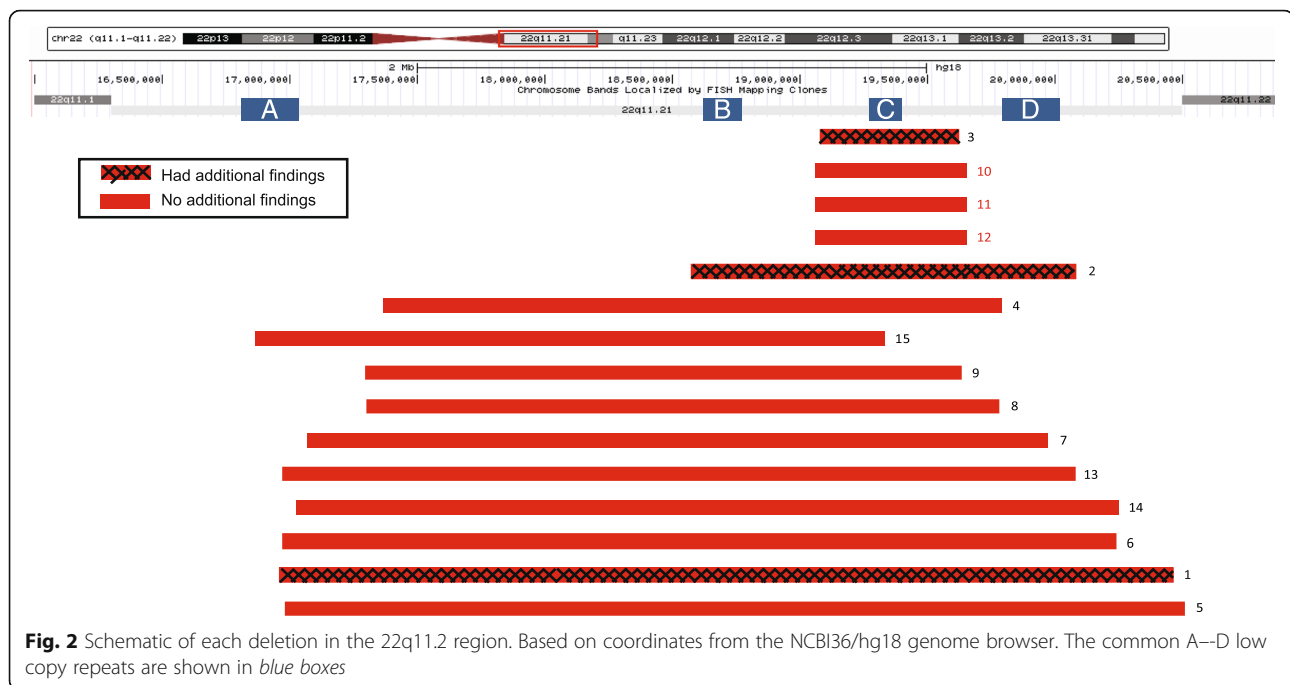 chr22 (q11.1-q11.22) 22p13 22p12 22p11.2 22q11.21 q11.23 22q12.1 22q12.2 22q12.3 22q13.1 22q13.2 22q13.31
2 Mb hg18
16,500,000 17,000,000 17,500,000 18,000,000 18,500,000 19,000,000 19,500,000 20,000,000 20,500,000
Chromosome Bands Localized by FISH Mapping Clones
22q11.1 22q11.22
A B C D
22q11.21
3
Had additional findings
10
No additional findings
11
12
2
4
15
9
8
7
13
14
6
1
5
Fig. 2 Schematic of each deletion in the 22q11.2 region. Based on coordinates from the NCBI36/hg18 genome browser. The common A–-D low
copy repeats are shown in blue boxes